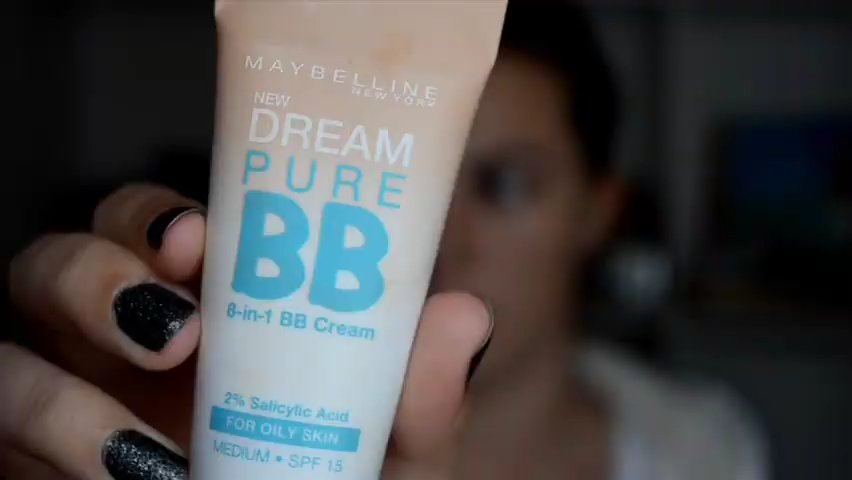 MAYBELLINE
NEW YORK
NEW
DREAM
PURE
BB
8-in-1 BB Cream
2% Salicylic Acid
FOR OILY SKIN
MEDIUM • SPF 15